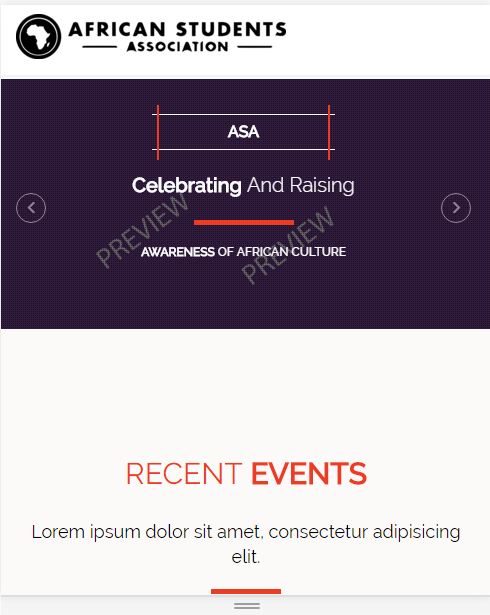 AFRICAN STUDENTS
ASSOCIATION
ASA
Celebrating And Raising
PREVIEW PREVIEW
AWARENESS OF AFRICAN CULTURE
RECENT EVENTS
Lorem ipsum dolor sit amet, consectetur adipisicing
elit.